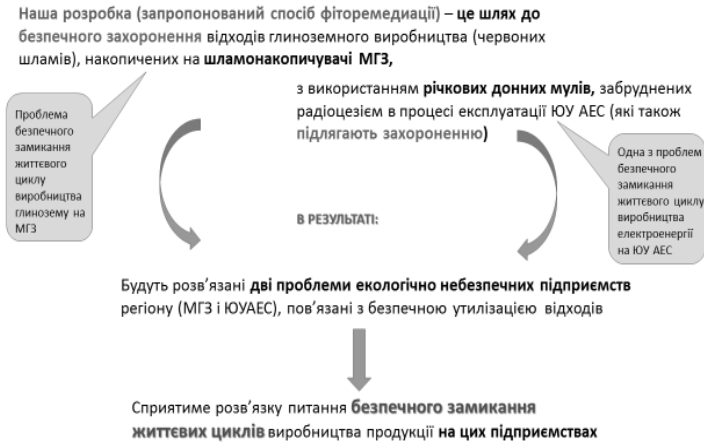 Наша розробка (запропонований спосіб фіторемедиації) – це шлях до
безпечного захоронення відходів глиноземного виробництва (червоних
шламів), накопичених на шламонакопичувачі МГЗ,
з використанням річкових донних мулів, забруднених
радіоцезієм в процесі експлуатації ЮУ АЕС (які також
підлягають захороненню)
Проблема
безпечного
замикання
життєвого
циклу
виробництва
глинозему на
МГЗ
Одна з проблем
безпечного
замикання
життєвого циклу
виробництва
електроенергії
на ЮУ АЕС
В РЕЗУЛЬТАТІ:
Будуть розв’язані дві проблеми екологічно небезпечних підприємств
регіону (МГЗ і ЮУАЕС), пов’язані з безпечною утилізацією відходів
Сприятиме розв’язку питання безпечного замикання
життєвих циклів виробництва продукції на цих підприємствах